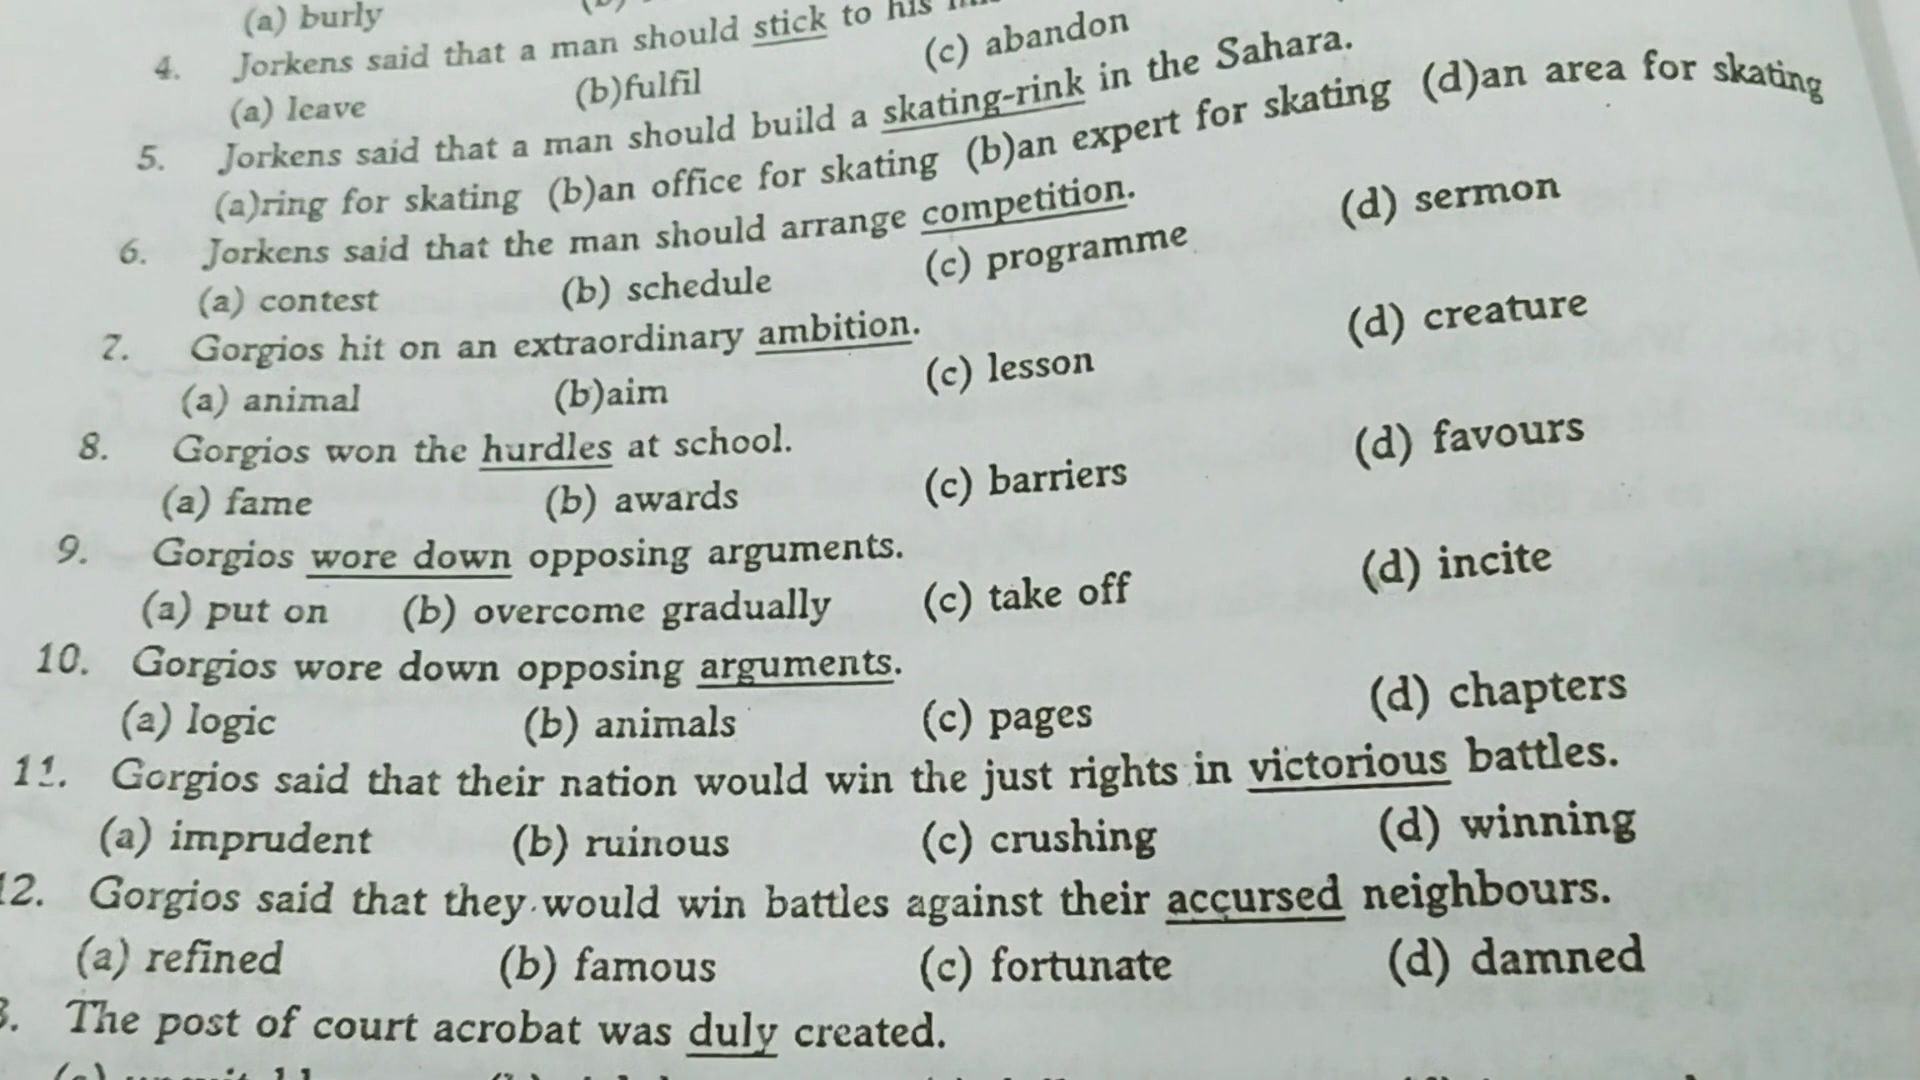 (a) burly
4. Jorkens said that a man should stick to his
(a) leave (b)fulfil (c) abandon
5. Jorkens said that a man should build a skating-rink in the Sahara.
(a)ring for skating (b)an office for skating (b)an expert for skating (d)an area for skating
6. Jorkens said that the man should arrange competition.
(a) contest (b) schedule (c) programme (d) sermon
7. Gorgios hit on an extraordinary ambition.
(a) animal (b)aim (c) lesson (d) creature
8. Gorgios won the hurdles at school.
(a) fame (b) awards (c) barriers (d) favours
9. Gorgios wore down opposing arguments.
(a) put on (b) overcome gradually (c) take off (d) incite
10. Gorgios wore down opposing arguments.
(a) logic (b) animals (c) pages (d) chapters
11. Gorgios said that their nation would win the just rights in victorious battles.
(a) imprudent (b) ruinous (c) crushing (d) winning
12. Gorgios said that they would win battles against their accursed neighbours.
(a) refined (b) famous (c) fortunate (d) damned
3. The post of court acrobat was duly created.